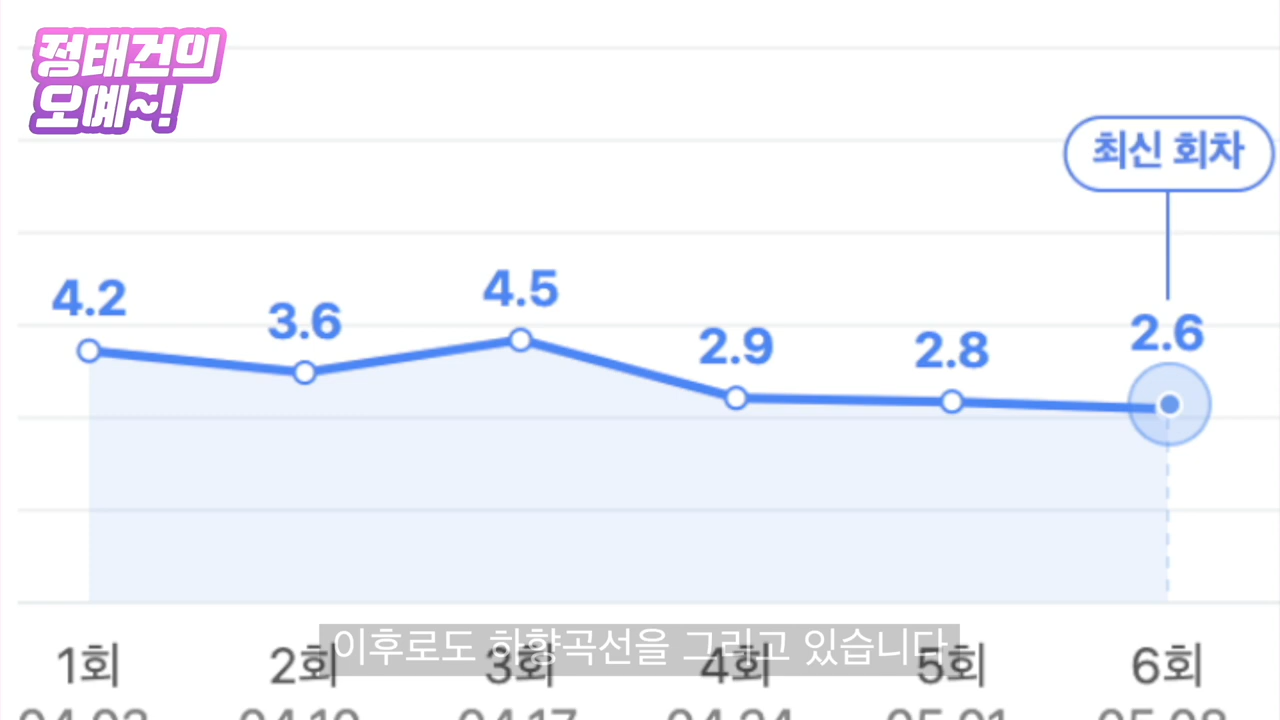 정태건의
오예~!
최신 회차
4.2
3.6
4.5
2.9
2.8
2.6
이후로도 하향곡선을 그리고 있습니다
1회
2회
3회
4회
5회
6회